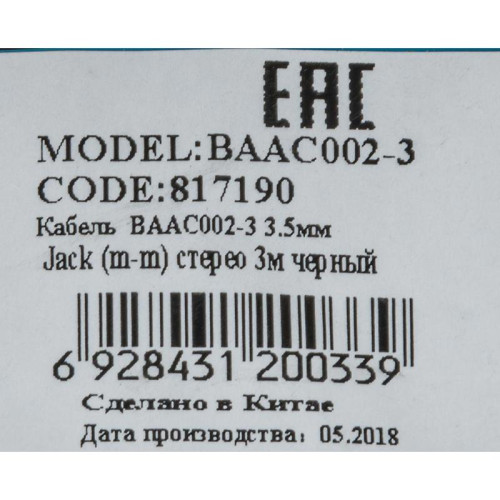 EAC
MODEL:BAAC002-3
CODE:817190
Кабель BAAC002-3 3.5мм
Jack (m-m) стерео 3м черный
6 928431 200339
Сделано в Китае
Дата производства: 05.2018